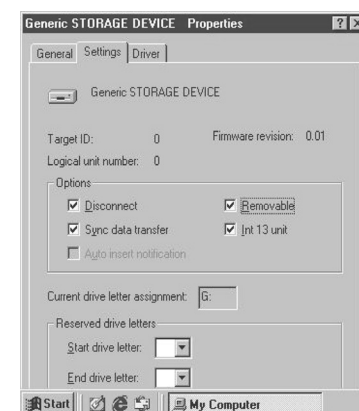 Generic STORAGE DEVICE Properties
General Settings Driver
Generic STORAGE DEVICE
Target ID: 0 Firmware revision: 0.01
Logical unit number: 0
Options
Disconnect Removable
Sync data transfer Int 13 unit
Auto insert notification
Current drive letter assignment: G:
Reserved drive letters
Start drive letter:
End drive letter:
Start My Computer